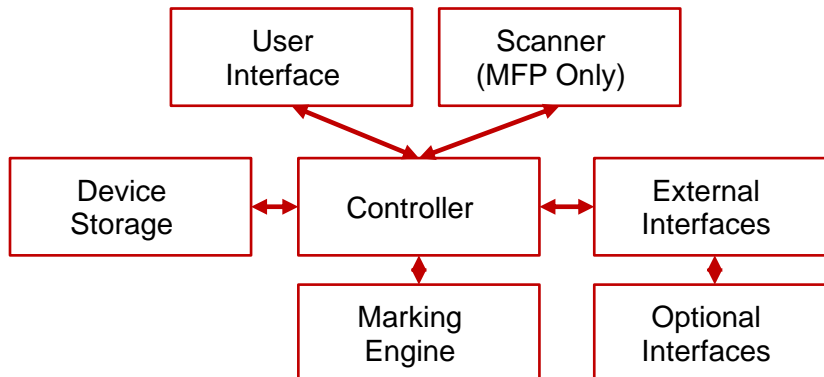 User
Interface
Scanner
(MFP Only)
Device
Storage
Controller
External
Interfaces
Marking
Engine
Optional
Interfaces